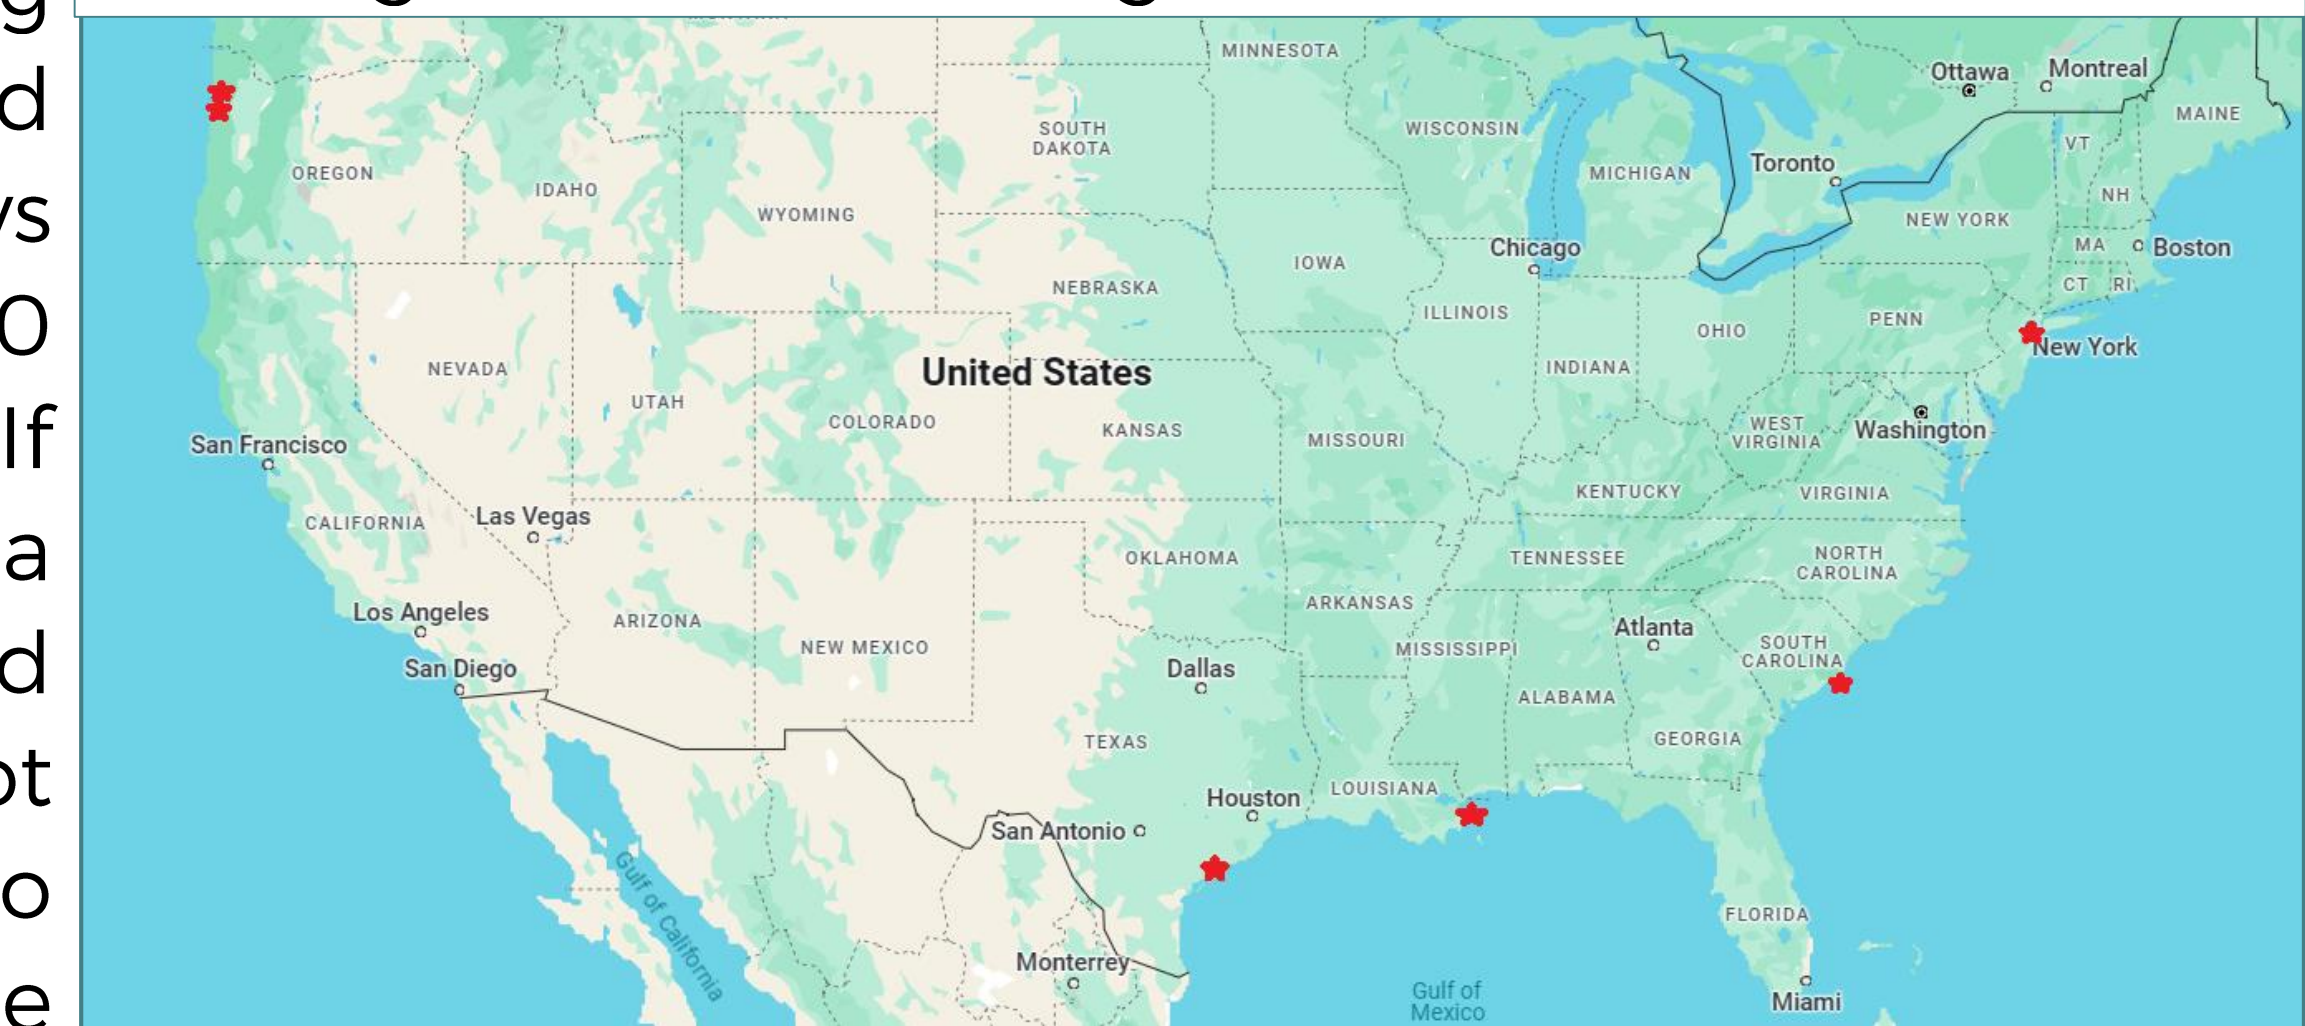 g
d
ys
0
If
a
d
ot
o
e
MINNESOTA
Ottawa
Montreal
MAINE
SOUTH
DAKOTA
WISCONSIN
VT
OREGON
IDAHO
MICHIGAN
Toronto
NH
WYOMING
NEW YORK
MA
Boston
Chicago
IOWA
NEBRASKA
CT
RI
ILLINOIS
PENN
OHIO
New York
United States
NEVADA
INDIANA
UTAH
COLORADO
KANSAS
MISSOURI
WEST
VIRGINIA
Washington
San Francisco
KENTUCKY
VIRGINIA
CALIFORNIA
Las Vegas
OKLAHOMA
TENNESSEE
NORTH
CAROLINA
Los Angeles
ARIZONA
ARKANSAS
Atlanta
NEW MEXICO
MISSISSIPPI
SOUTH
CAROLINA
San Diego
Dallas
ALABAMA
TEXAS
GEORGIA
Houston
LOUISIANA
San Antonio
Gulf of California
FLORIDA
Monterrey
Gulf of
Mexico
Miami